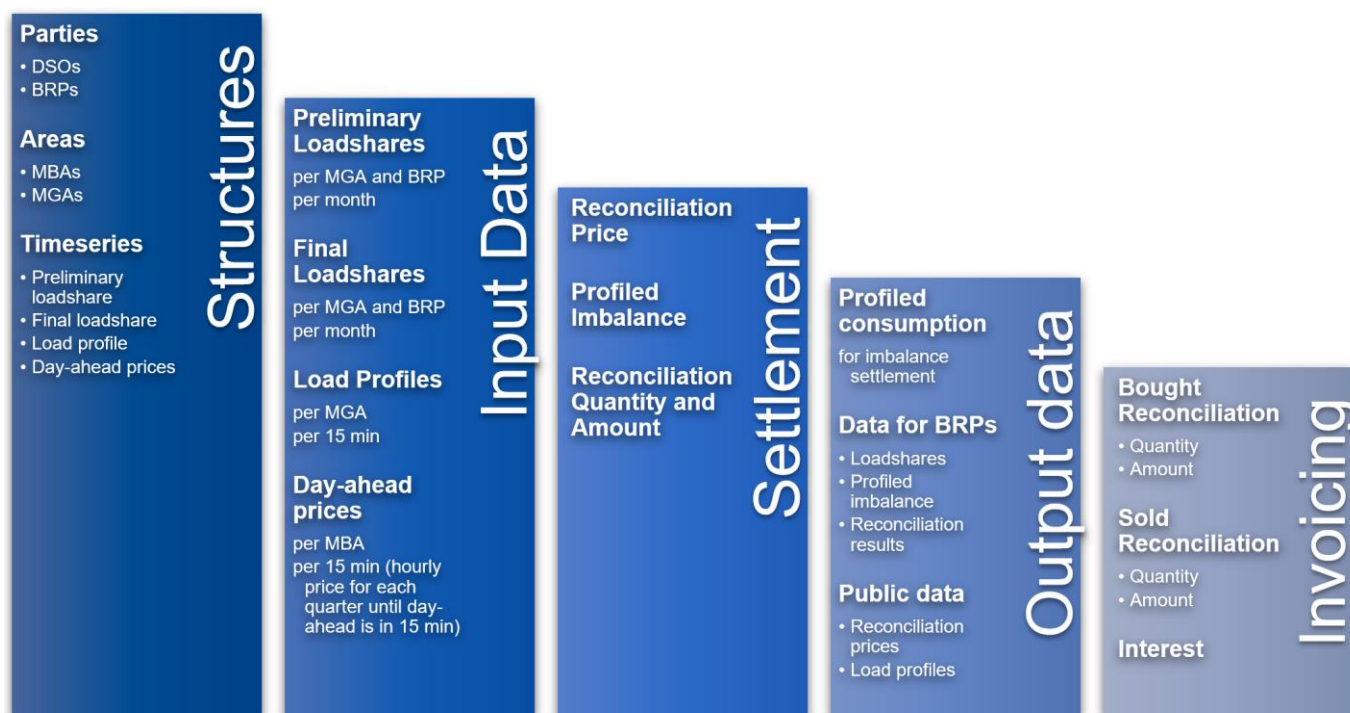 Parties
• DSOs
• BRPs
Areas
• MBAs
• MGAs
Timeseries
• Preliminary
loadshare
• Final loadshare
• Load profile
• Day-ahead prices
Structures
Preliminary
Loadshares
per MGA and BRP
per month
Final
Loadshares
per MGA and BRP
per month
Load Profiles
per MGA
per 15 min
Day-ahead
prices
per MBA
per 15 min (hourly
price for each
quarter until day-
ahead is in 15 min)
Input Data
Reconciliation
Price
Profiled
Imbalance
Reconciliation
Quantity and
Amount
Settlement
Profiled
consumption
for imbalance
settlement
Data for BRPs
• Loadshares
• Profiled
imbalance
• Reconciliation
results
Public data
• Reconciliation
prices
• Load profiles
Output data
Bought
Reconciliation
• Quantity
• Amount
Sold
Reconciliation
• Quantity
• Amount
Interest
Invoicing